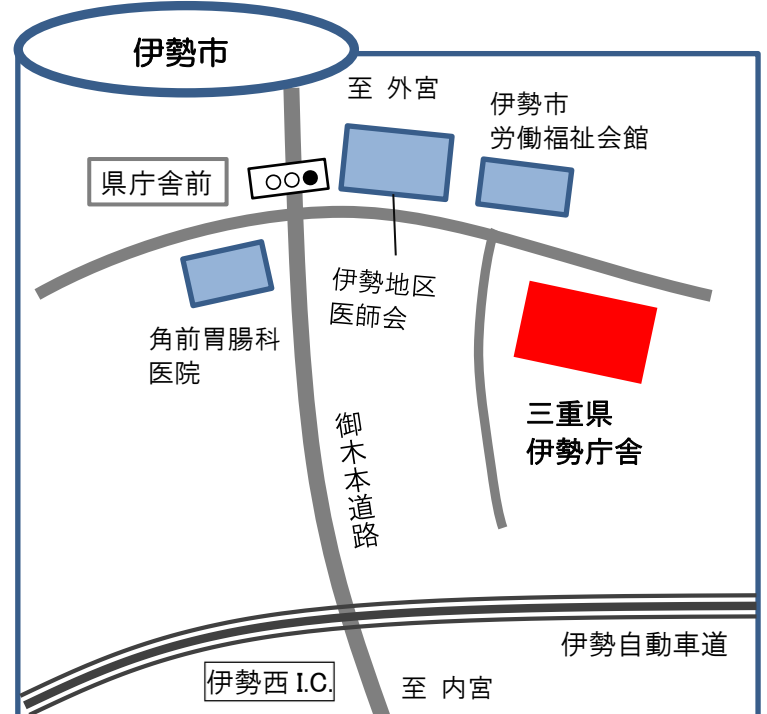 伊勢市
至 外宮
伊勢市
労働福祉会館
県庁舎前
伊勢地区
医師会
角前胃腸科
医院
三重県
伊勢庁舎
御木本道路
伊勢自動車道
伊勢西 I.C.
至 内宮